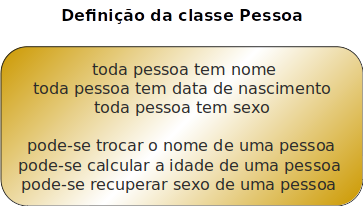 Definição da classe Pessoa
toda pessoa tem nome
toda pessoa tem data de nascimento
toda pessoa tem sexo
pode-se trocar o nome de uma pessoa
pode-se calcular a idade de uma pessoa
pode-se recuperar sexo de uma pessoa